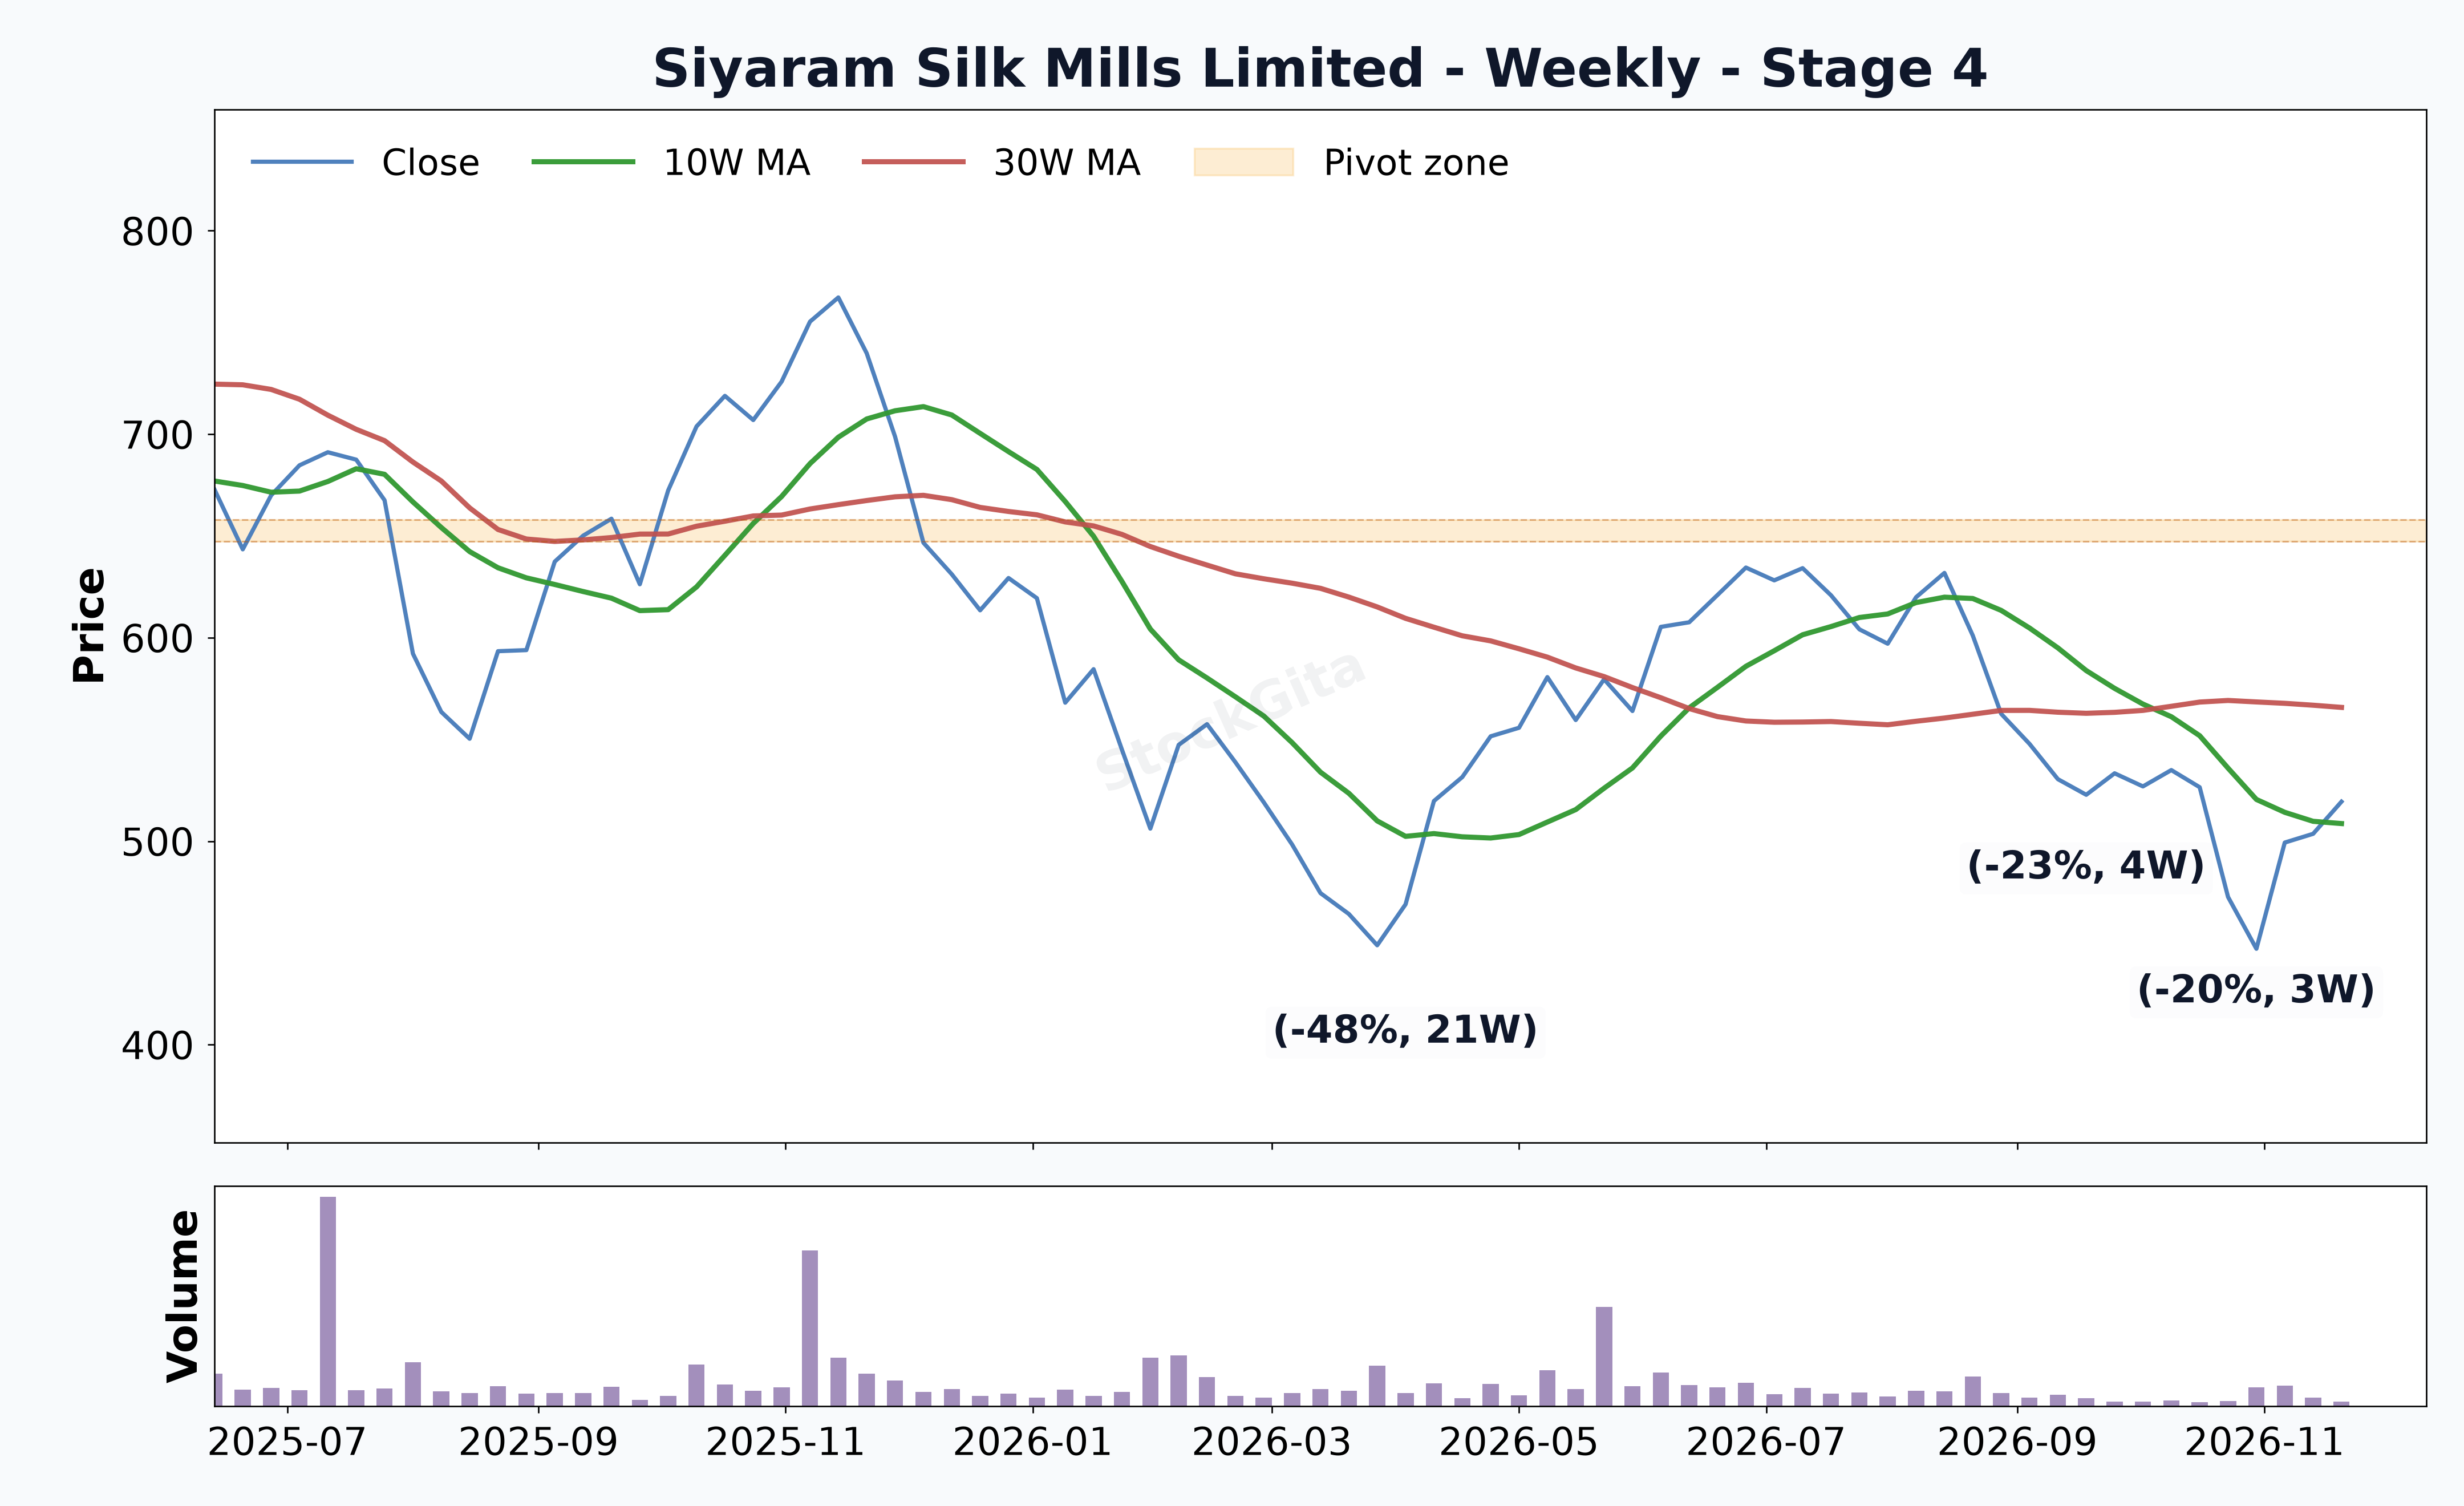 Siyaram Silk Mills Limited - Weekly - Stage 4
Close 10W MA 30W MA Pivot zone
800
700
600
500
400
Price
StockGita
(-23%, 4W)
(-20%, 3W)
(-48%, 21W)
Volume
2025-07 2025-09 2025-11 2026-01 2026-03 2026-05 2026-07 2026-09 2026-11